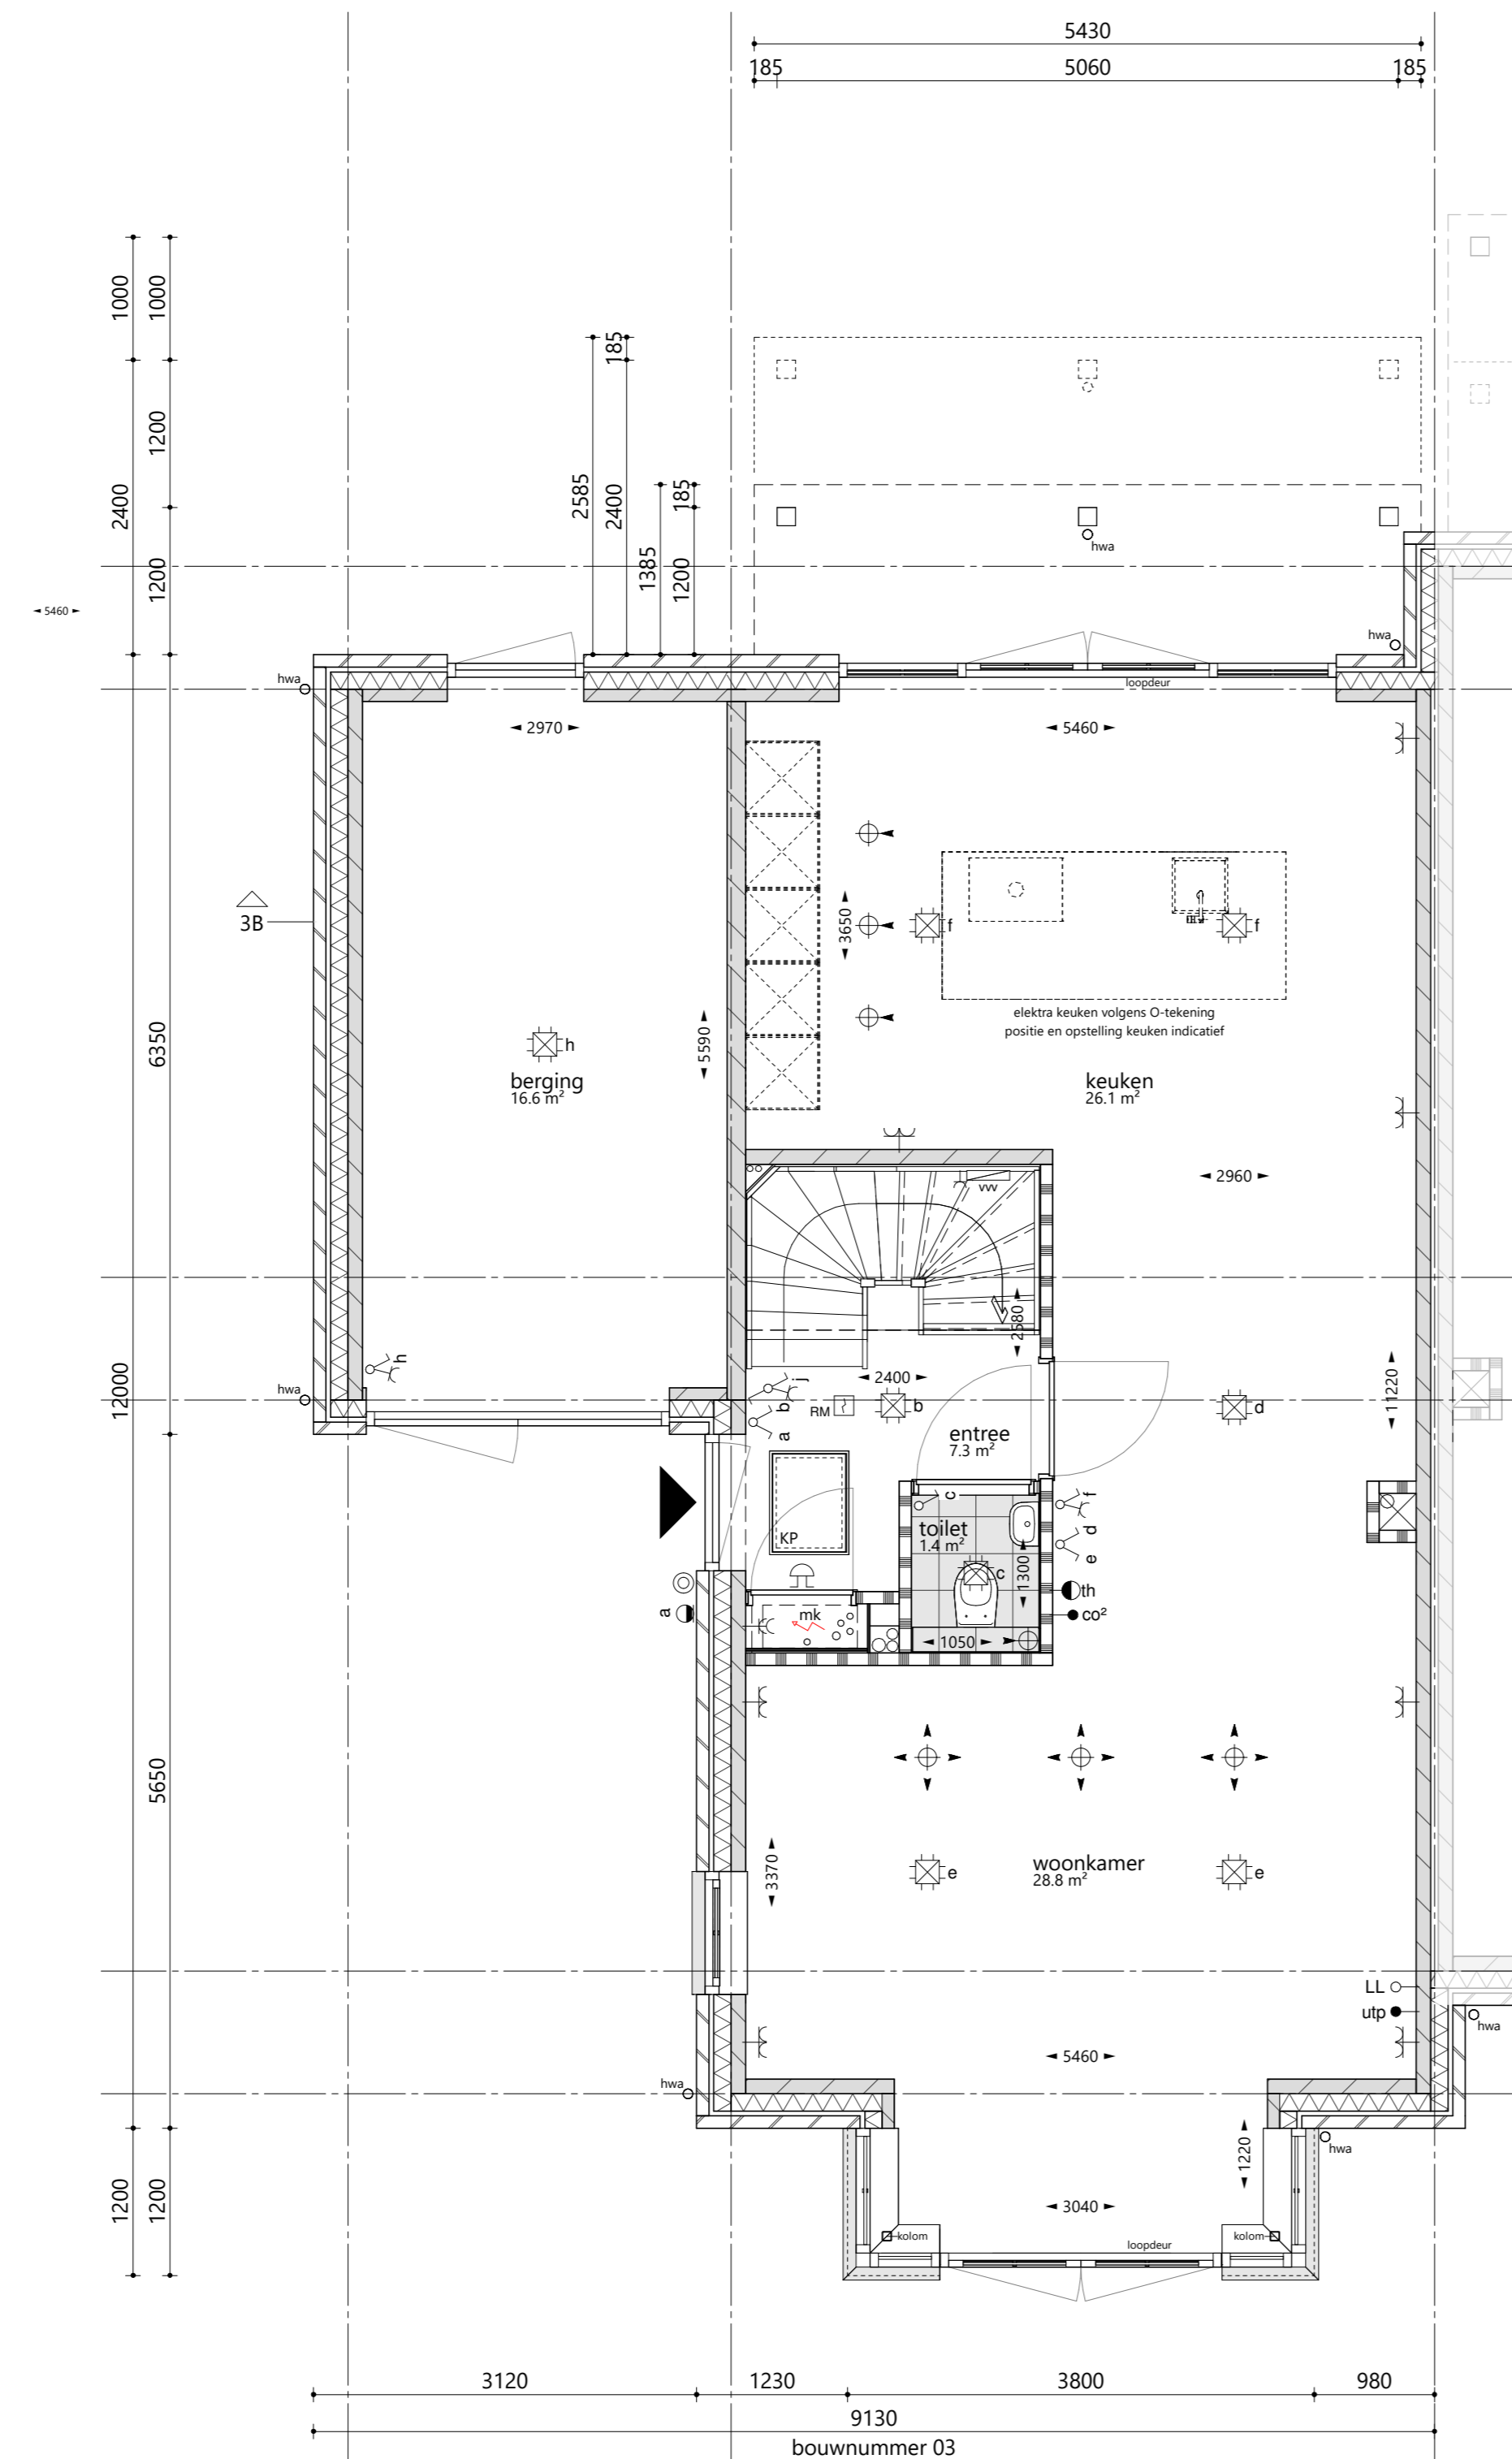 5430
185 5060 185
1000
1000
185
1200
2400
2585
2400
185
1385
1200
1200
hwa
5460
hwa
hwa
loopdeur
2970
5460
3650
3B
f
f
elektra keuken volgens O-tekening
positie en opstelling keuken indicatief
6350
5590
h
berging
16.6 m²
keuken
26.1 m²
2960
vvv
2580
h
hwa
12000
2400
j
b
a
RM
b
d
11220
entree
7.3 m²
c
f
toilet
1.4 m²
KP
d
e
c
1300
th
a
mk
co²
1050
5650
3370
woonkamer
28.8 m²
e
e
LL
utp
hwa
5460
hwa
hwa
1220
1200
1200
3040
kolom
kolom
loopdeur
3120 1230 3800 980
9130
bouwnummer 03